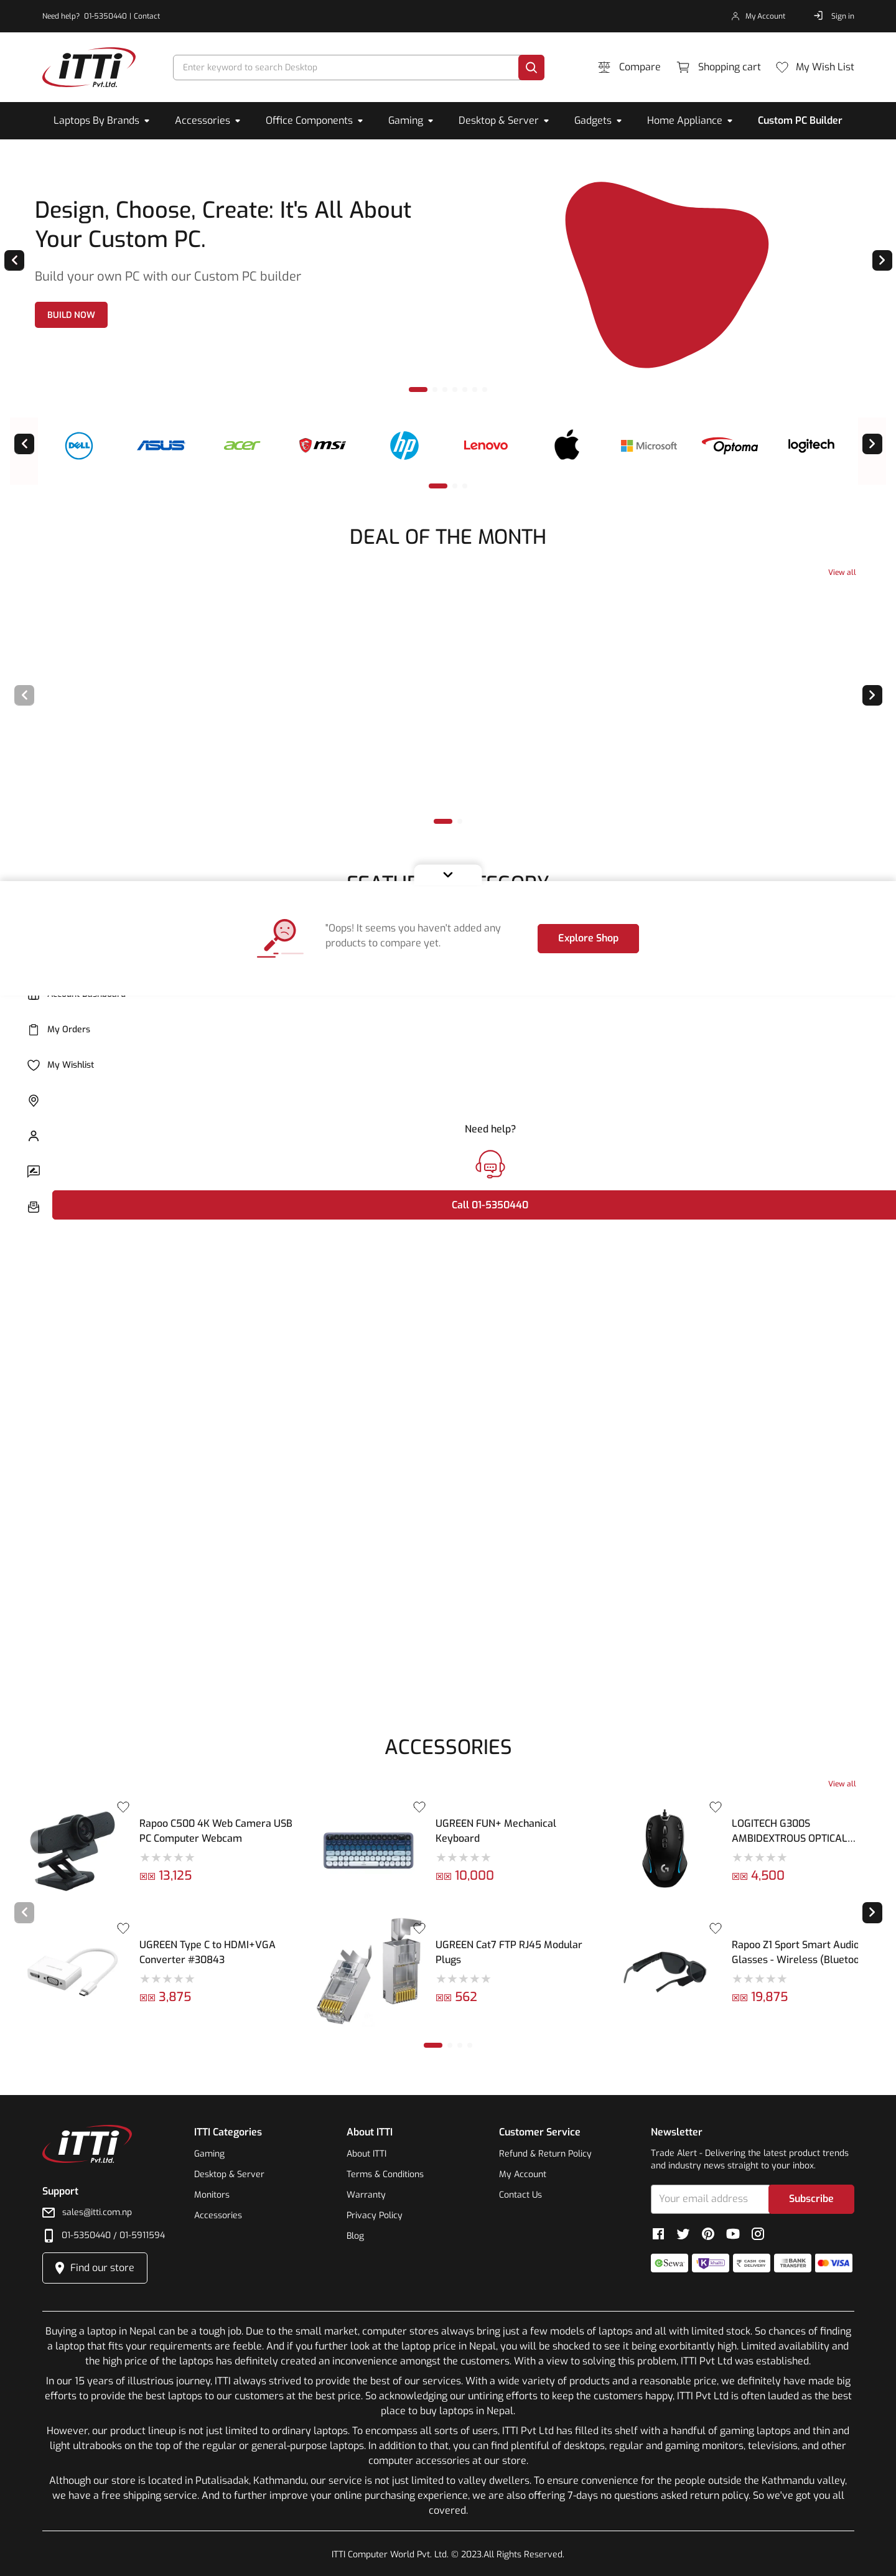 Need help? 01-5350440 | Contact
My Account
Sign in
iTTi
Pvt.Ltd.
Enter keyword to search Desktop
Compare
Shopping cart
My Wish List
Laptops By Brands
Accessories
Office Components
Gaming
Desktop & Server
Gadgets
Home Appliance
Custom PC Builder
Design, Choose, Create: It's All About
Your Custom PC.
Build your own PC with our Custom PC builder
BUILD NOW
DELL
ASUS
acer
msi
hp
Lenovo
Microsoft
Optoma
logitech
DEAL OF THE MONTH
View all
"Oops! It seems you haven't added any
products to compare yet.
Explore Shop
My Orders
My Wishlist
Need help?
Call 01-5350440
ACCESSORIES
View all
Rapoo C500 4K Web Camera USB
PC Computer Webcam
13,125
UGREEN FUN+ Mechanical
Keyboard
10,000
LOGITECH G300S
AMBIDEXTROUS OPTICAL...
4,500
UGREEN Type C to HDMI+VGA
Converter #30843
3,875
UGREEN Cat7 FTP RJ45 Modular
Plugs
562
Rapoo Z1 Sport Smart Audio
Glasses - Wireless (Bluetoo
19,875
iTTi
Pvt.Ltd.
Support
sales@itti.com.np
01-5350440 / 01-5911594
Find our store
ITTI Categories
Gaming
Desktop & Server
Monitors
Accessories
About ITTI
About ITTI
Terms & Conditions
Warranty
Privacy Policy
Blog
Customer Service
Refund & Return Policy
My Account
Contact Us
Newsletter
Trade Alert - Delivering the latest product trends
and industry news straight to your inbox.
Your email address
Subscribe
eSewa
Khalti
CASH ON DELIVERY
BANK TRANSFER
VISA
Buying a laptop in Nepal can be a tough job. Due to the small market, computer stores always bring just a few models of laptops and all with limited stock. So chances of finding
a laptop that fits your requirements are feeble. And if you further look at the laptop price in Nepal, you will be shocked to see it being exorbitantly high. Limited availability and
the high price of the laptops has definitely created an inconvenience amongst the customers. With a view to solving this problem, ITTI Pvt Ltd was established.
In our 15 years of illustrious journey, ITTI always strived to provide the best of our services. With a wide variety of products and a reasonable price, we definitely have made big
efforts to provide the best laptops to our customers at the best price. So acknowledging our untiring efforts to keep the customers happy, ITTI Pvt Ltd is often lauded as the best
place to buy laptops in Nepal.
However, our product lineup is not just limited to ordinary laptops. To encompass all sorts of users, ITTI Pvt Ltd has filled its shelf with a handful of gaming laptops and thin and
light ultrabooks on the top of the regular or general-purpose laptops. In addition to that, you can find plentiful of desktops, regular and gaming monitors, televisions, and other
computer accessories at our store.
Although our store is located in Putalisadak, Kathmandu, our service is not just limited to valley dwellers. To ensure convenience for the people outside the Kathmandu valley,
we have a free shipping service. And to further improve your online purchasing experience, we are also offering 7-days no questions asked return policy. So we've got you all
covered.
ITTI Computer World Pvt. Ltd. © 2023.All Rights Reserved.